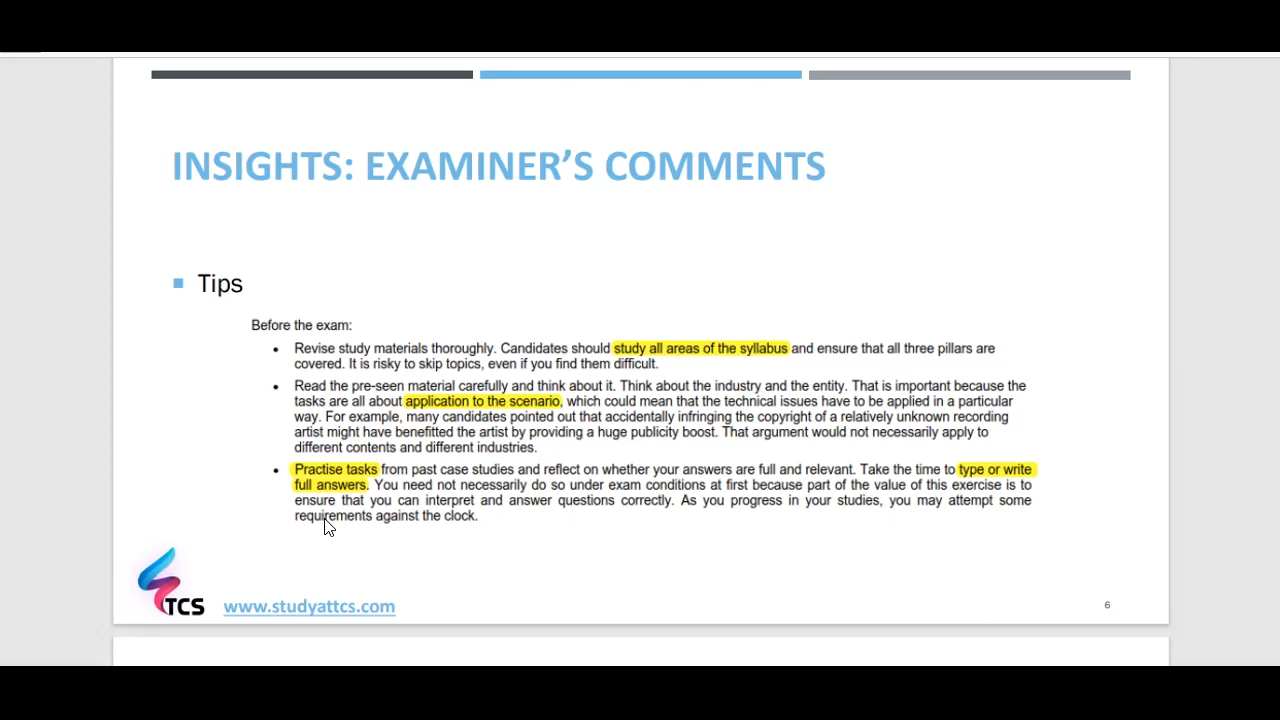 INSIGHTS: EXAMINER’S COMMENTS
Tips
Before the exam:
Revise study materials thoroughly. Candidates should study all areas of the syllabus and ensure that all three pillars are
covered. It is risky to skip topics, even if you find them difficult.
Read the pre-seen material carefully and think about it. Think about the industry and the entity. That is important because the
tasks are all about application to the scenario, which could mean that the technical issues have to be applied in a particular
way. For example, many candidates pointed out that accidentally infringing the copyright of a relatively unknown recording
artist might have benefitted the artist by providing a huge publicity boost. That argument would not necessarily apply to
different contents and different industries.
Practise tasks from past case studies and reflect on whether your answers are full and relevant. Take the time to type or write
full answers. You need not necessarily do so under exam conditions at first because part of the value of this exercise is to
ensure that you can interpret and answer questions correctly. As you progress in your studies, you may attempt some
requirements against the clock.
TCS
www.studyattcs.com
6